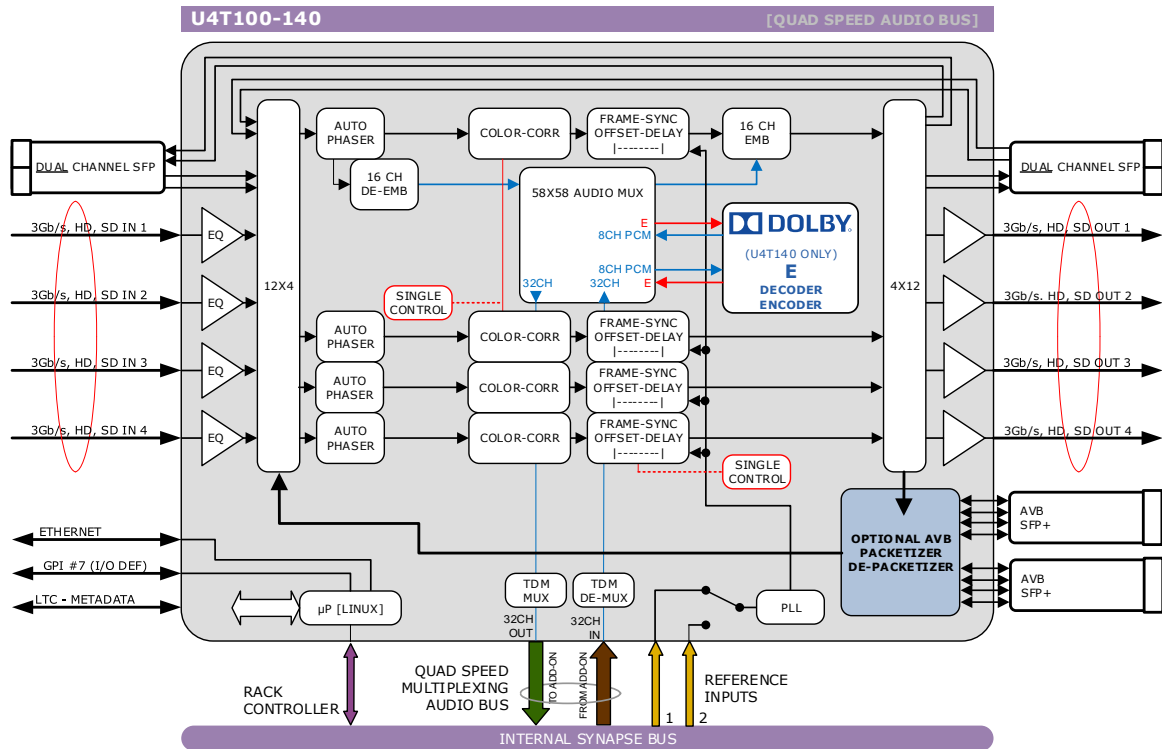 U4T100-140
[QUAD SPEED AUDIO BUS]
DUAL CHANNEL SFP
3Gb/s, HD, SD IN 1
3Gb/s, HD, SD IN 2
3Gb/s, HD, SD IN 3
3Gb/s, HD, SD IN 4
EQ
EQ
EQ
EQ
12X4
AUTO
PHASER
16 CH
DE-EMB
COLOR-CORR
FRAME-SYNC
OFFSET-DELAY
|--------|
16 CH
EMB
58X58 AUDIO MUX
E
8CH PCM
8CH PCM
E
32CH
32CH
DOLBY
(U4T140 ONLY)
E
DECODER
ENCODER
SINGLE
CONTROL
AUTO
PHASER
COLOR-CORR
FRAME-SYNC
OFFSET-DELAY
|--------|
AUTO
PHASER
COLOR-CORR
FRAME-SYNC
OFFSET-DELAY
|--------|
AUTO
PHASER
COLOR-CORR
FRAME-SYNC
OFFSET-DELAY
|--------|
SINGLE
CONTROL
4X12
DUAL CHANNEL SFP
3Gb/s, HD, SD OUT 1
3Gb/s, HD. SD OUT 2
3Gb/s, HD, SD OUT 3
3Gb/s, HD, SD OUT 4
OPTIONAL AVB
PACKETIZER
DE-PACKETIZER
AVB
SFP+
AVB
SFP+
ETHERNET
GPI #7 (I/O DEF)
LTC - METADATA
µP [LINUX]
TDM
MUX
TDM
DE-MUX
PLL
32CH
OUT
32CH
IN
RACK
CONTROLLER
QUAD SPEED
MULTIPLEXING
AUDIO BUS
TO ADD-ON
FROM ADD-ON
1
2
REFERENCE
INPUTS
INTERNAL SYNAPSE BUS